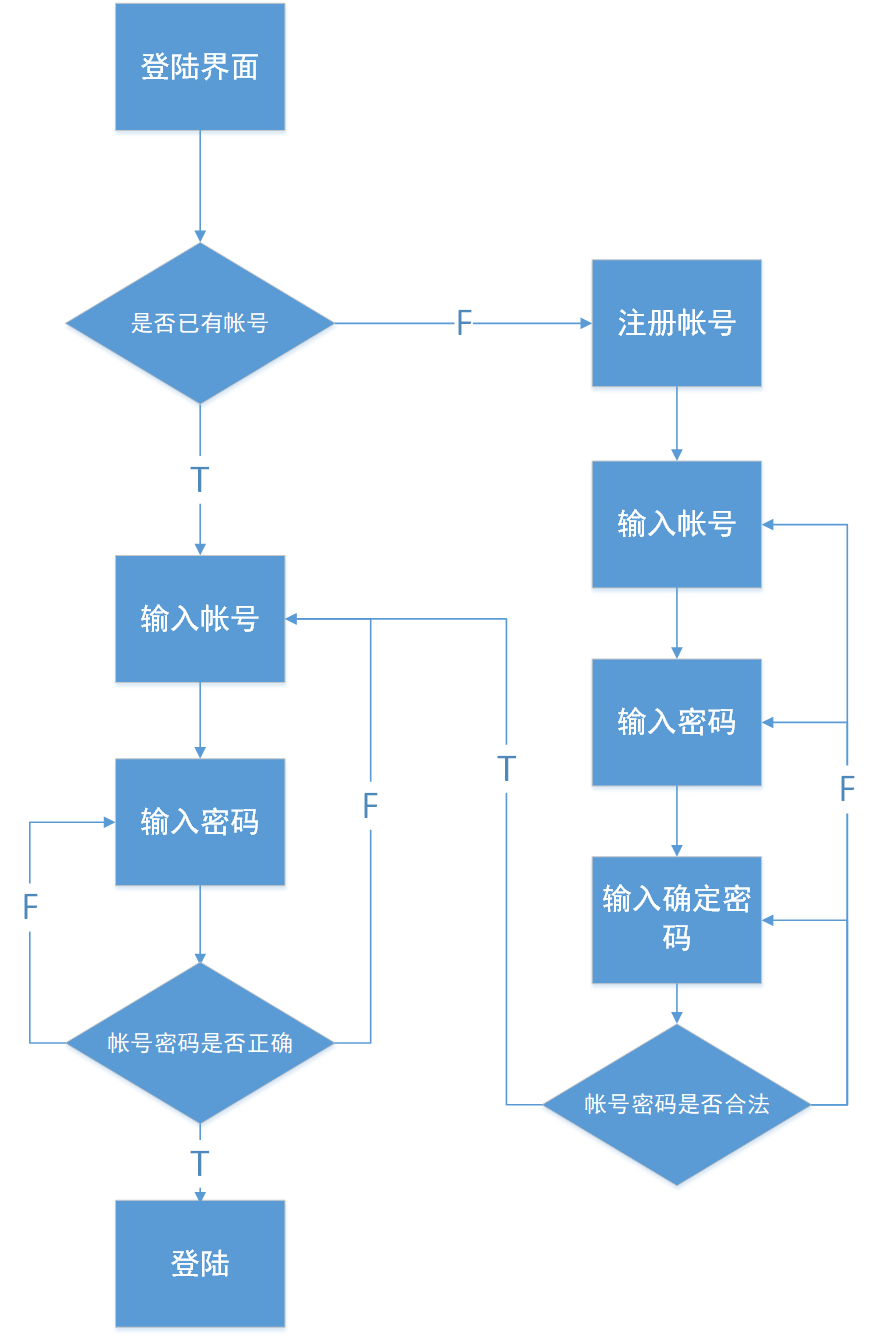 登陆界面
是否已有帐号
F
注册帐号
T
输入帐号
输入帐号
输入密码
T
F
F
输入密码
输入确定密
码
F
帐号密码是否正确
帐号密码是否合法
T
登陆